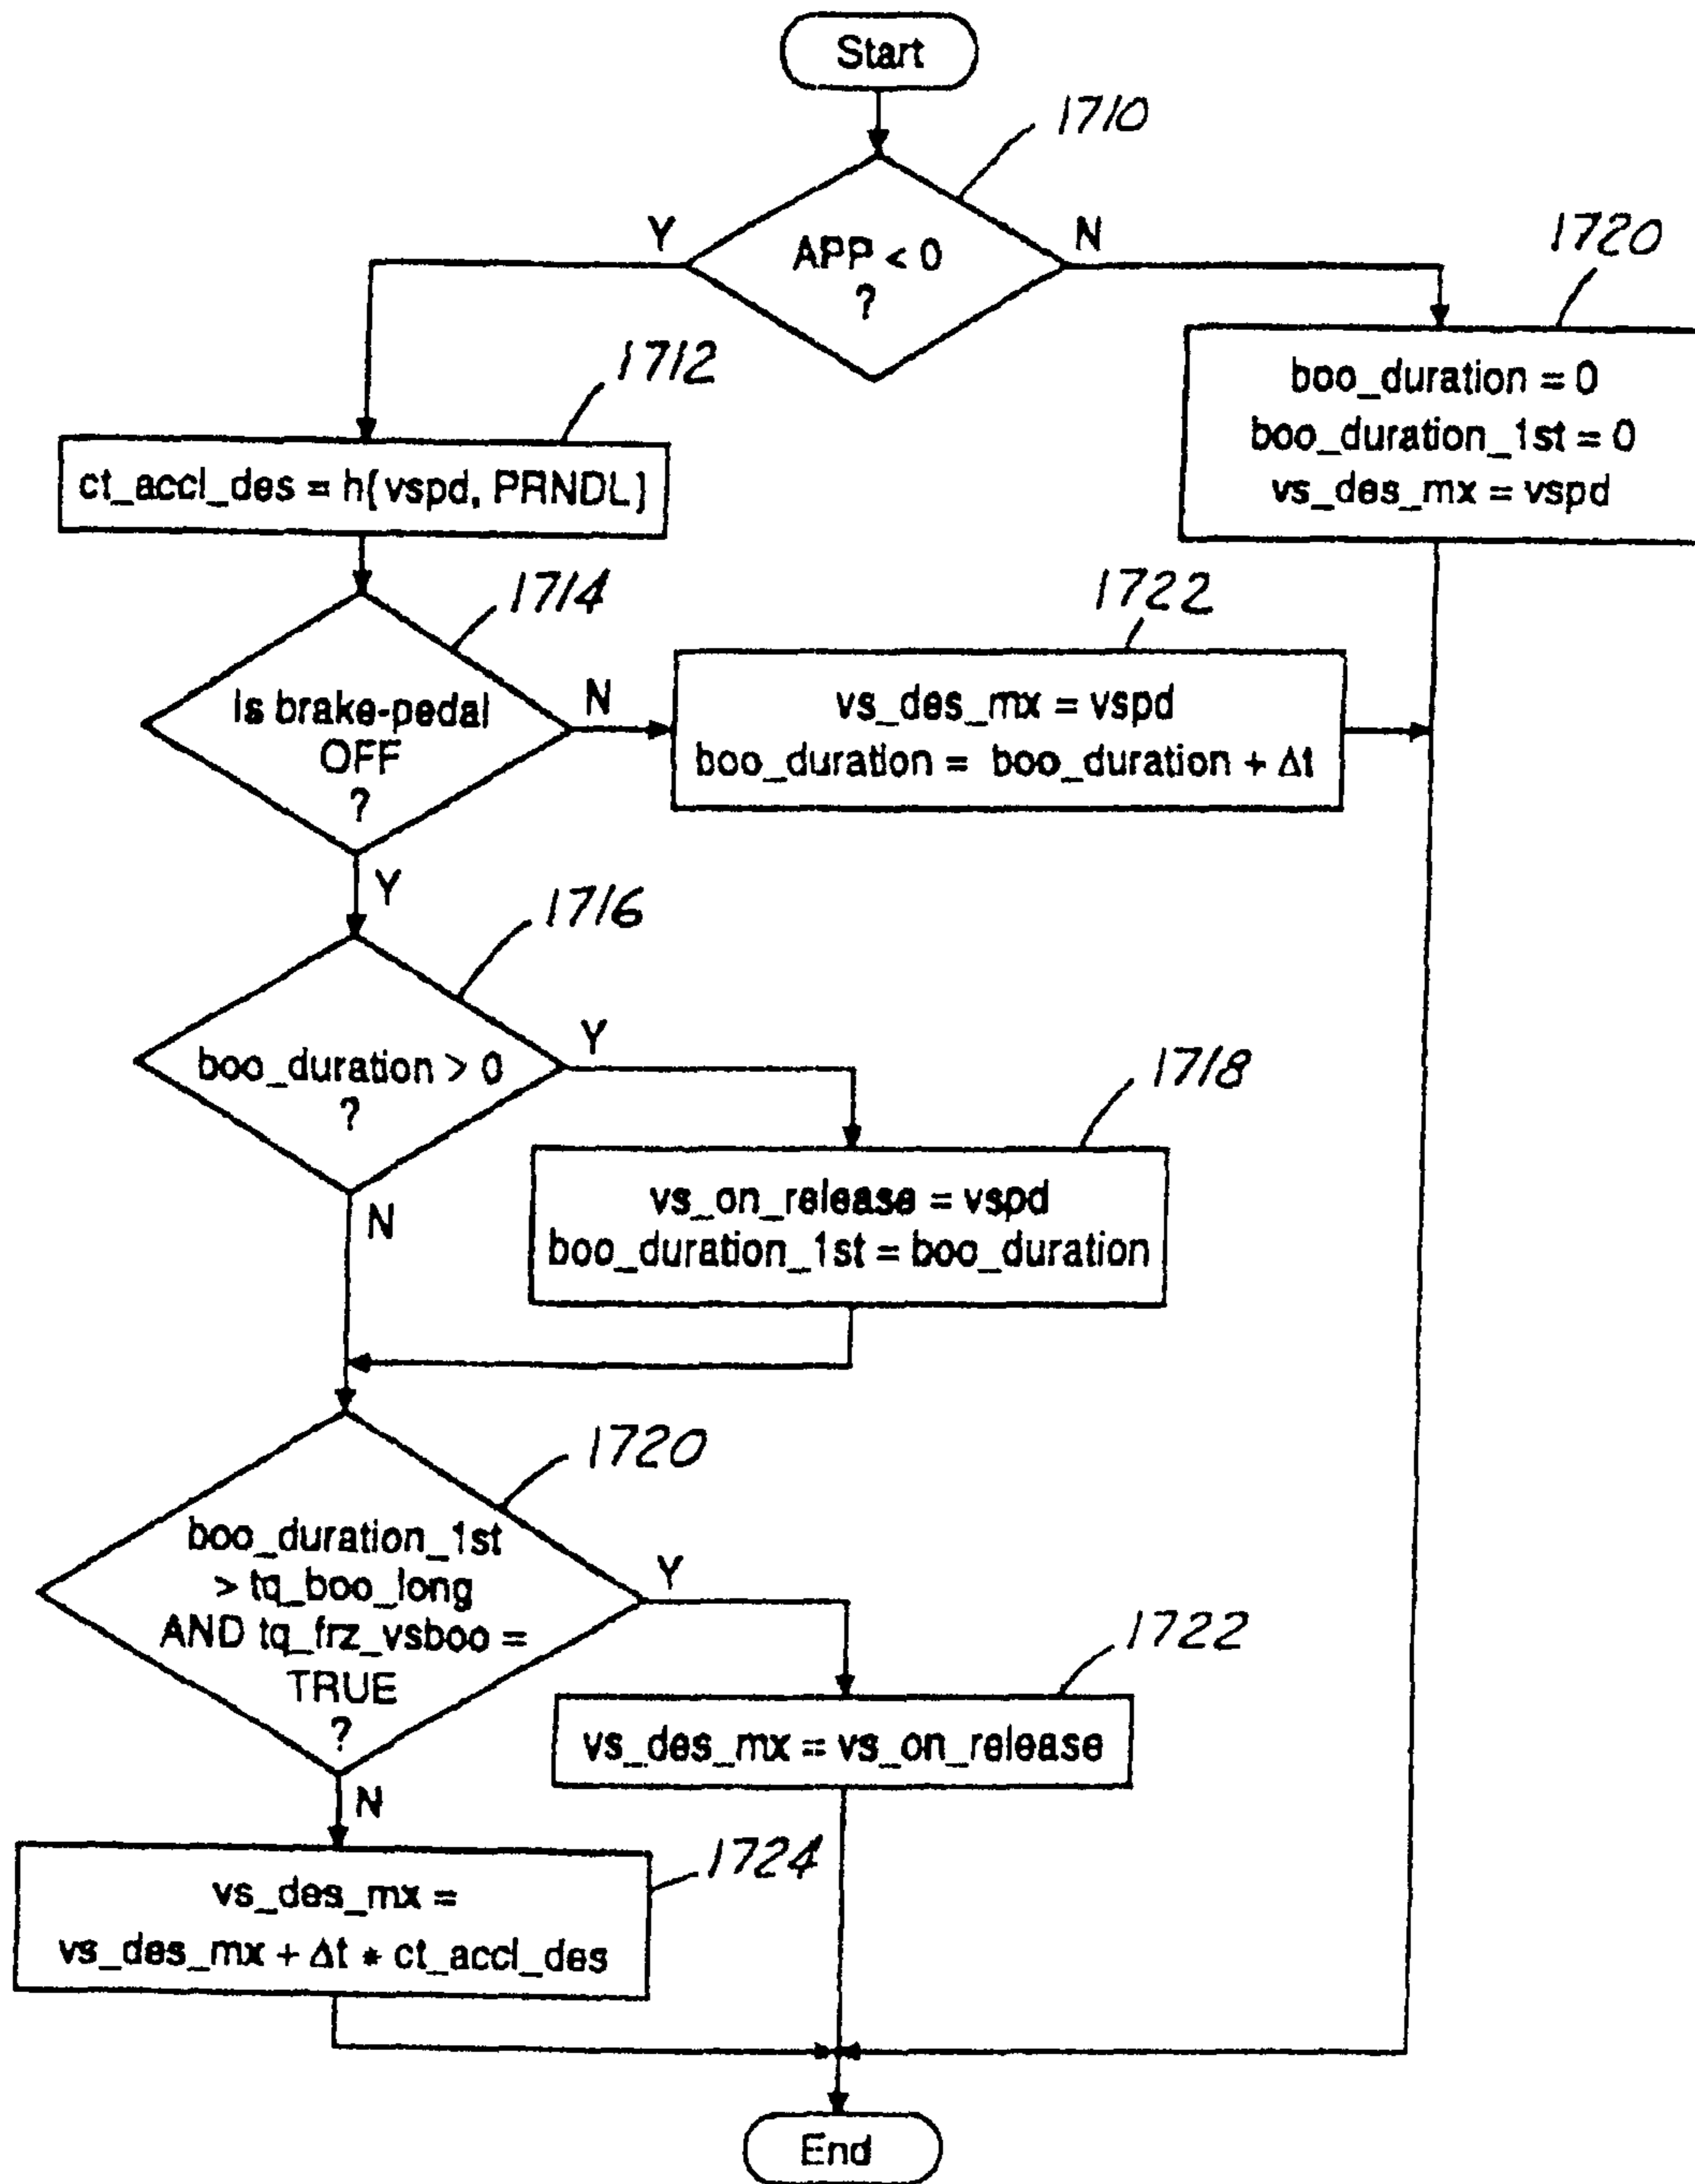 Start
1710
APP < 0
?
Y
N
1720
boo_duration = 0
boo_duration_1st = 0
vs_des_mx = vspd
1712
ct_accl_des = h{vspd, PRNDL}
1714
Is brake-pedal
OFF
?
N
Y
1722
vs_des_mx = vspd
boo_duration = boo_duration + Δt
1716
boo_duration > 0
?
Y
N
1718
vs_on_release = vspd
boo_duration_1st = boo_duration
1720
boo_duration_1st
> tq_boo_long
AND tq_frz_vsboo =
TRUE
?
Y
N
1722
vs_des_mx = vs_on_release
1724
vs_des_mx =
vs_des_mx + Δt * ct_accl_des
End